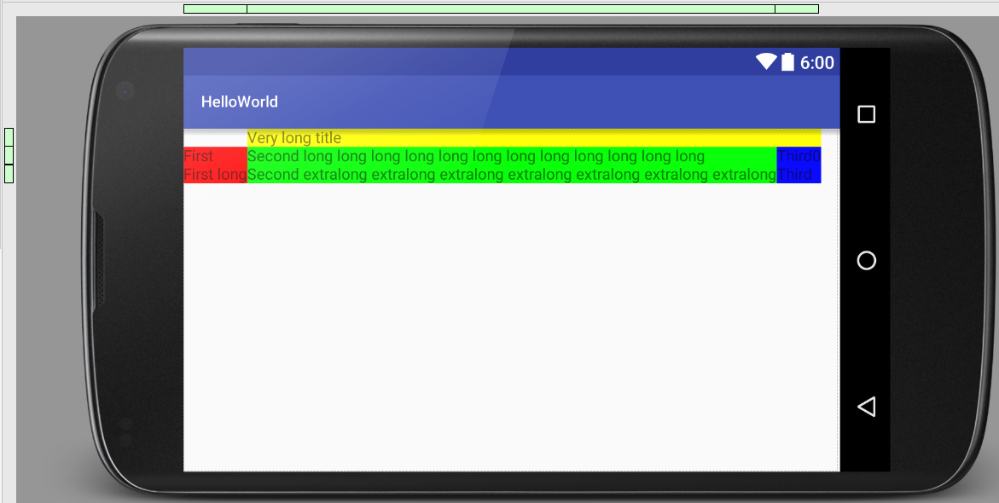 6:00
HelloWorld
Very long title
First Second long long long long long long long long long long long long Third0
First long Second extralong extralong extralong extralong extralong extralong extralong Third